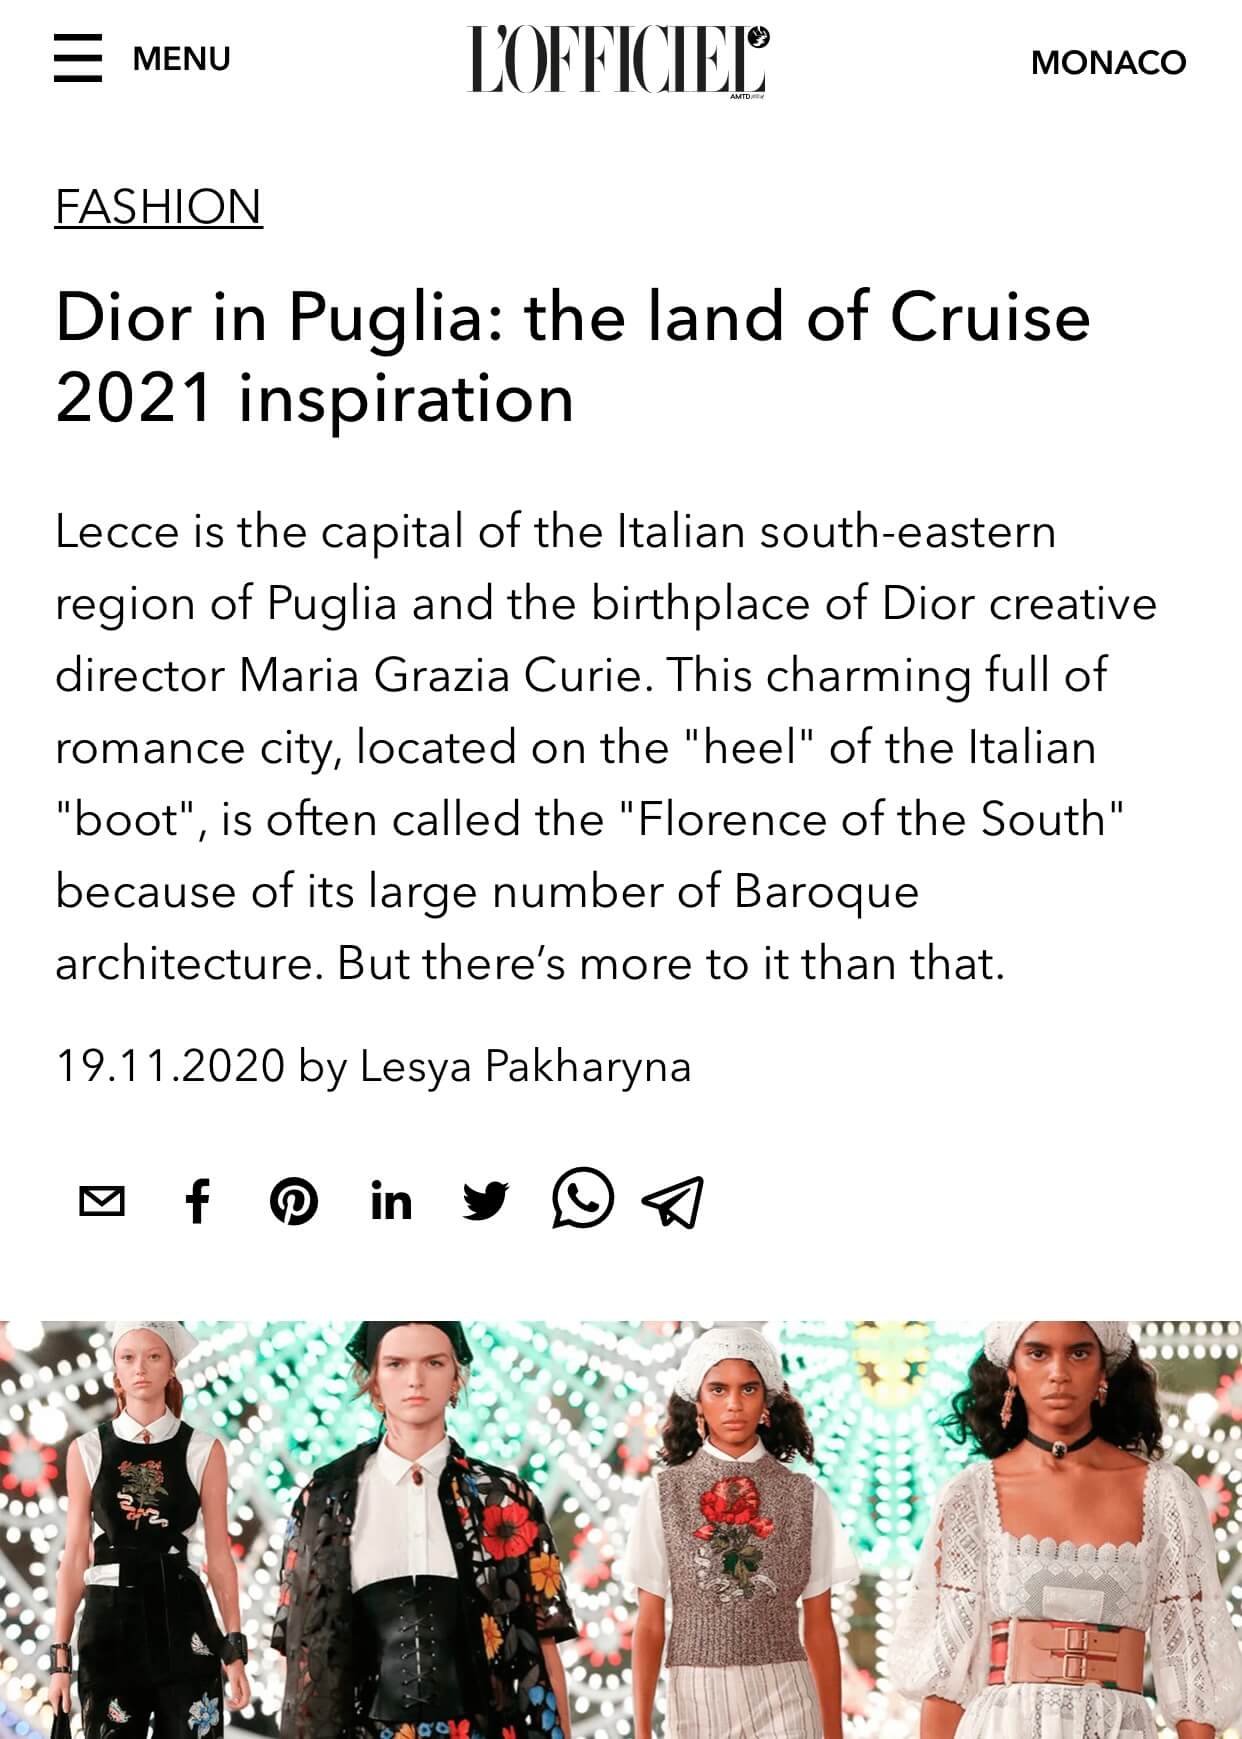 MENU
L'OFFICIEL
AMTD
MONACO
FASHION
Dior in Puglia: the land of Cruise
2021 inspiration
Lecce is the capital of the Italian south-eastern
region of Puglia and the birthplace of Dior creative
director Maria Grazia Curie. This charming full of
romance city, located on the "heel" of the Italian
"boot", is often called the "Florence of the South"
because of its large number of Baroque
architecture. But there’s more to it than that.
19.11.2020 by Lesya Pakharyna